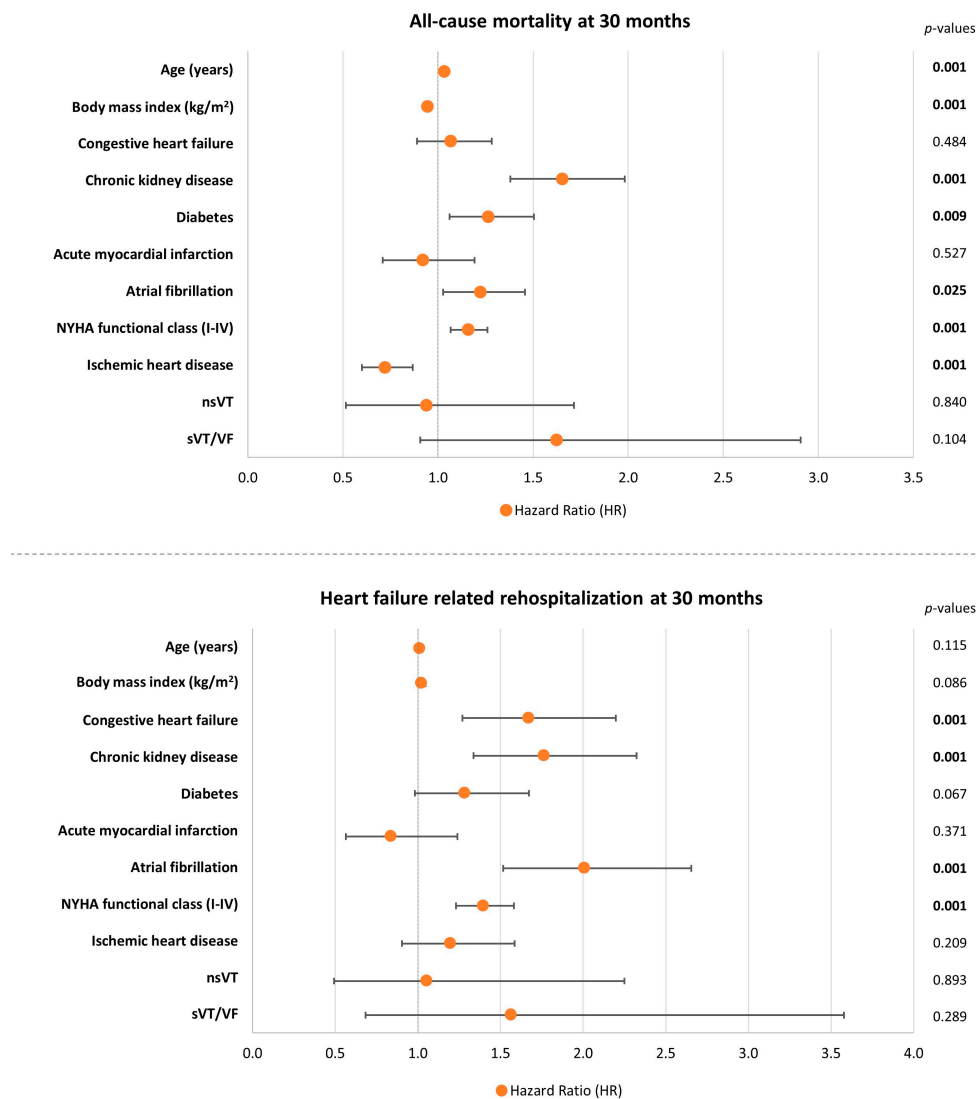 All-cause mortality at 30 months
p-values
Age (years) 0.001
Body mass index (kg/m²) 0.001
Congestive heart failure 0.484
Chronic kidney disease 0.001
Diabetes 0.009
Acute myocardial infarction 0.527
Atrial fibrillation 0.025
NYHA functional class (I-IV) 0.001
Ischemic heart disease 0.001
nsVT 0.840
sVT/VF 0.104
0.0 0.5 1.0 1.5 2.0 2.5 3.0 3.5
Hazard Ratio (HR)
Heart failure related rehospitalization at 30 months
p-values
Age (years) 0.115
Body mass index (kg/m²) 0.086
Congestive heart failure 0.001
Chronic kidney disease 0.001
Diabetes 0.067
Acute myocardial infarction 0.371
Atrial fibrillation 0.001
NYHA functional class (I-IV) 0.001
Ischemic heart disease 0.209
nsVT 0.893
sVT/VF 0.289
0.0 0.5 1.0 1.5 2.0 2.5 3.0 3.5 4.0
Hazard Ratio (HR)